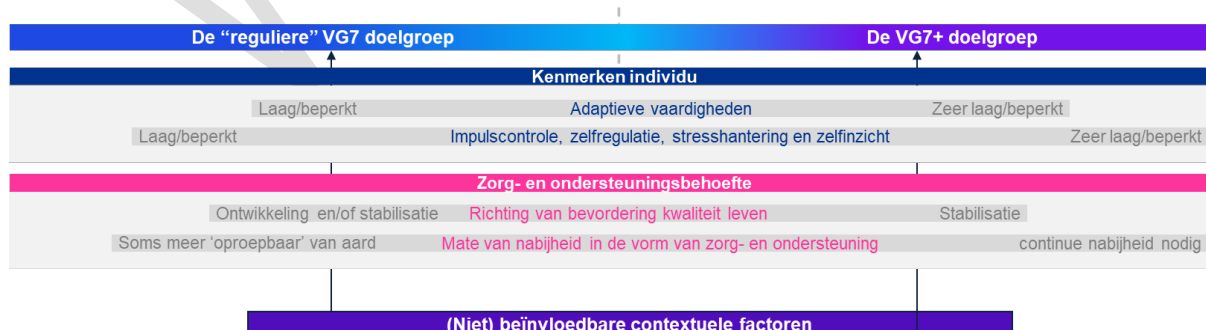 De “reguliere” VG7 doelgroep De VG7+ doelgroep
Kenmerken individu
Laag/beperkt Adaptieve vaardigheden Zeer laag/beperkt
Laag/beperkt Impulscontrole, zelfregulatie, stresshantering en zelfinzicht Zeer laag/beperkt
Zorg- en ondersteuningsbehoefte
Ontwikkeling en/of stabilisatie Richting van bevordering kwaliteit leven Stabilisatie
Soms meer ‘oproepbaar’ van aard Mate van nabijheid in de vorm van zorg- en ondersteuning continue nabijheid nodig
(Niet) beïnvloedbare contextuele factoren